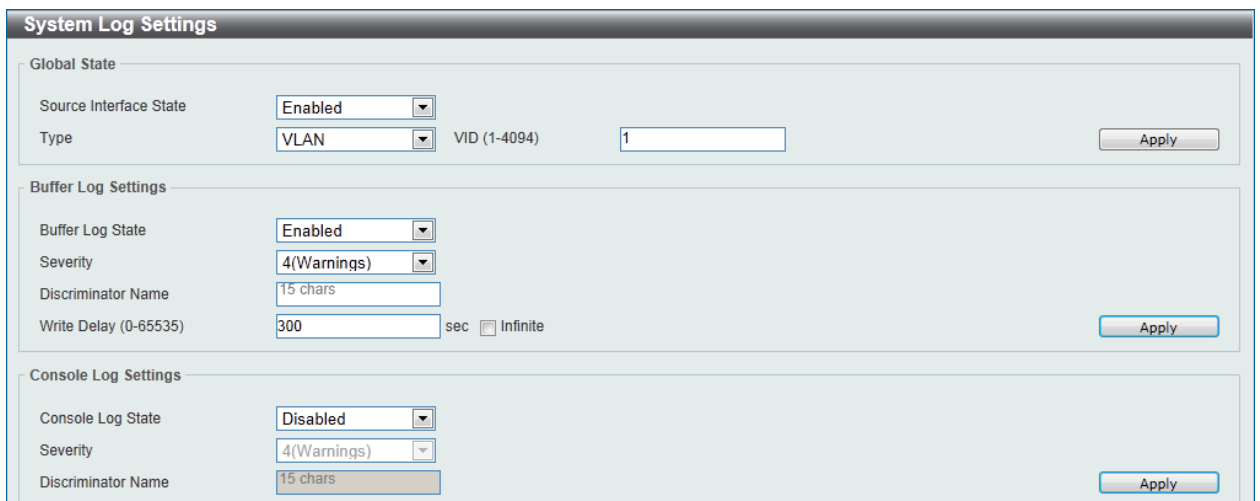 System Log Settings
Global State
Source Interface State Enabled
Type VLAN VID (1-4094) 1 Apply
Buffer Log Settings
Buffer Log State Enabled
Severity 4(Warnings)
Discriminator Name 15 chars
Write Delay (0-65535) 300 sec Infinite Apply
Console Log Settings
Console Log State Disabled
Severity 4(Warnings)
Discriminator Name 15 chars Apply